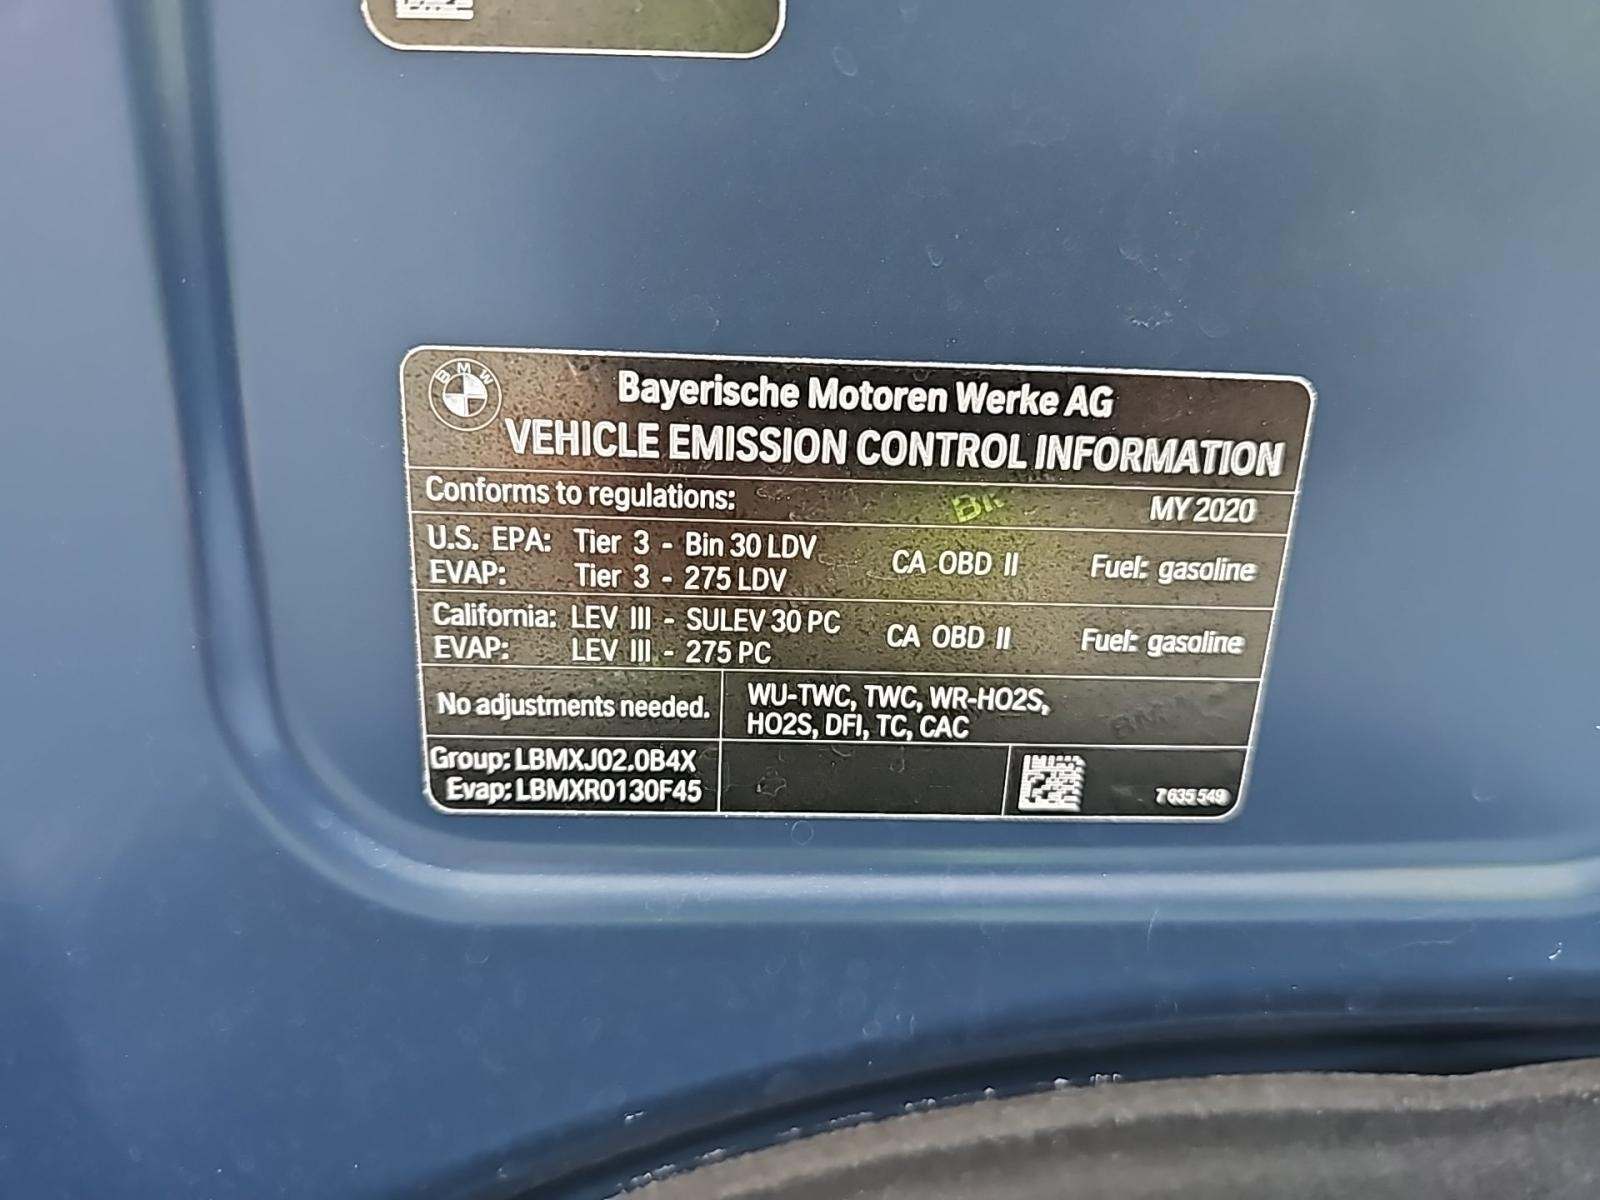 BMW
Bayerische Motoren Werke AG
VEHICLE EMISSION CONTROL INFORMATION
Conforms to regulations: MY 2020
U.S. EPA: Tier 3 - Bin 30 LDV CA OBD II Fuel: gasoline
EVAP: Tier 3 - 275 LDV
California: LEV III - SULEV 30 PC CA OBD II Fuel: gasoline
EVAP: LEV III - 275 PC
No adjustments needed.
WU-TWC, TWC, WR-HO2S,
HO2S, DFI, TC, CAC
Group: LBMXJ02.0B4X
Evap: LBMXR0130F45
7 635 549